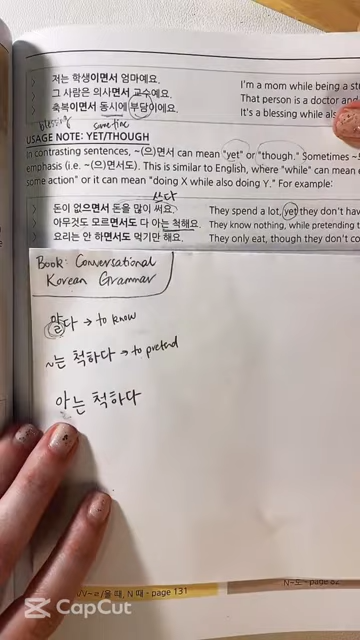 저는 학생이면서 엄마예요.
I'm a mom while being a st
그 사람은 의사면서 교수예요.
That person is a doctor and
축복이면서 동시에 부담이에요.
It's a blessing while als
blessing
same time
USAGE NOTE: YET/THOUGH
In contrasting sentences, ~(으)면서 can mean "yet" or "though." Sometimes ~
emphasis (i.e. ~(으)면서도). This is similar to English, where "while" can mean
some action" or it can mean "doing X while also doing Y." For example:
쓰다
돈이 없으면서 돈을 많이 써요.
They spend a lot, yet they don't hav
아무것도 모르면서 다 아는 척해요.
They know nothing, while pretending t
요리는 안 하면서도 먹기만 해요.
They only eat, though they don't co
Book: Conversational
Korean Grammar
알다 → to know
~는 척하다 → to pretend
아는 척하다
/V~ㄹ/을 때, N 때 - page 131
N~도 - page 82
CapCut